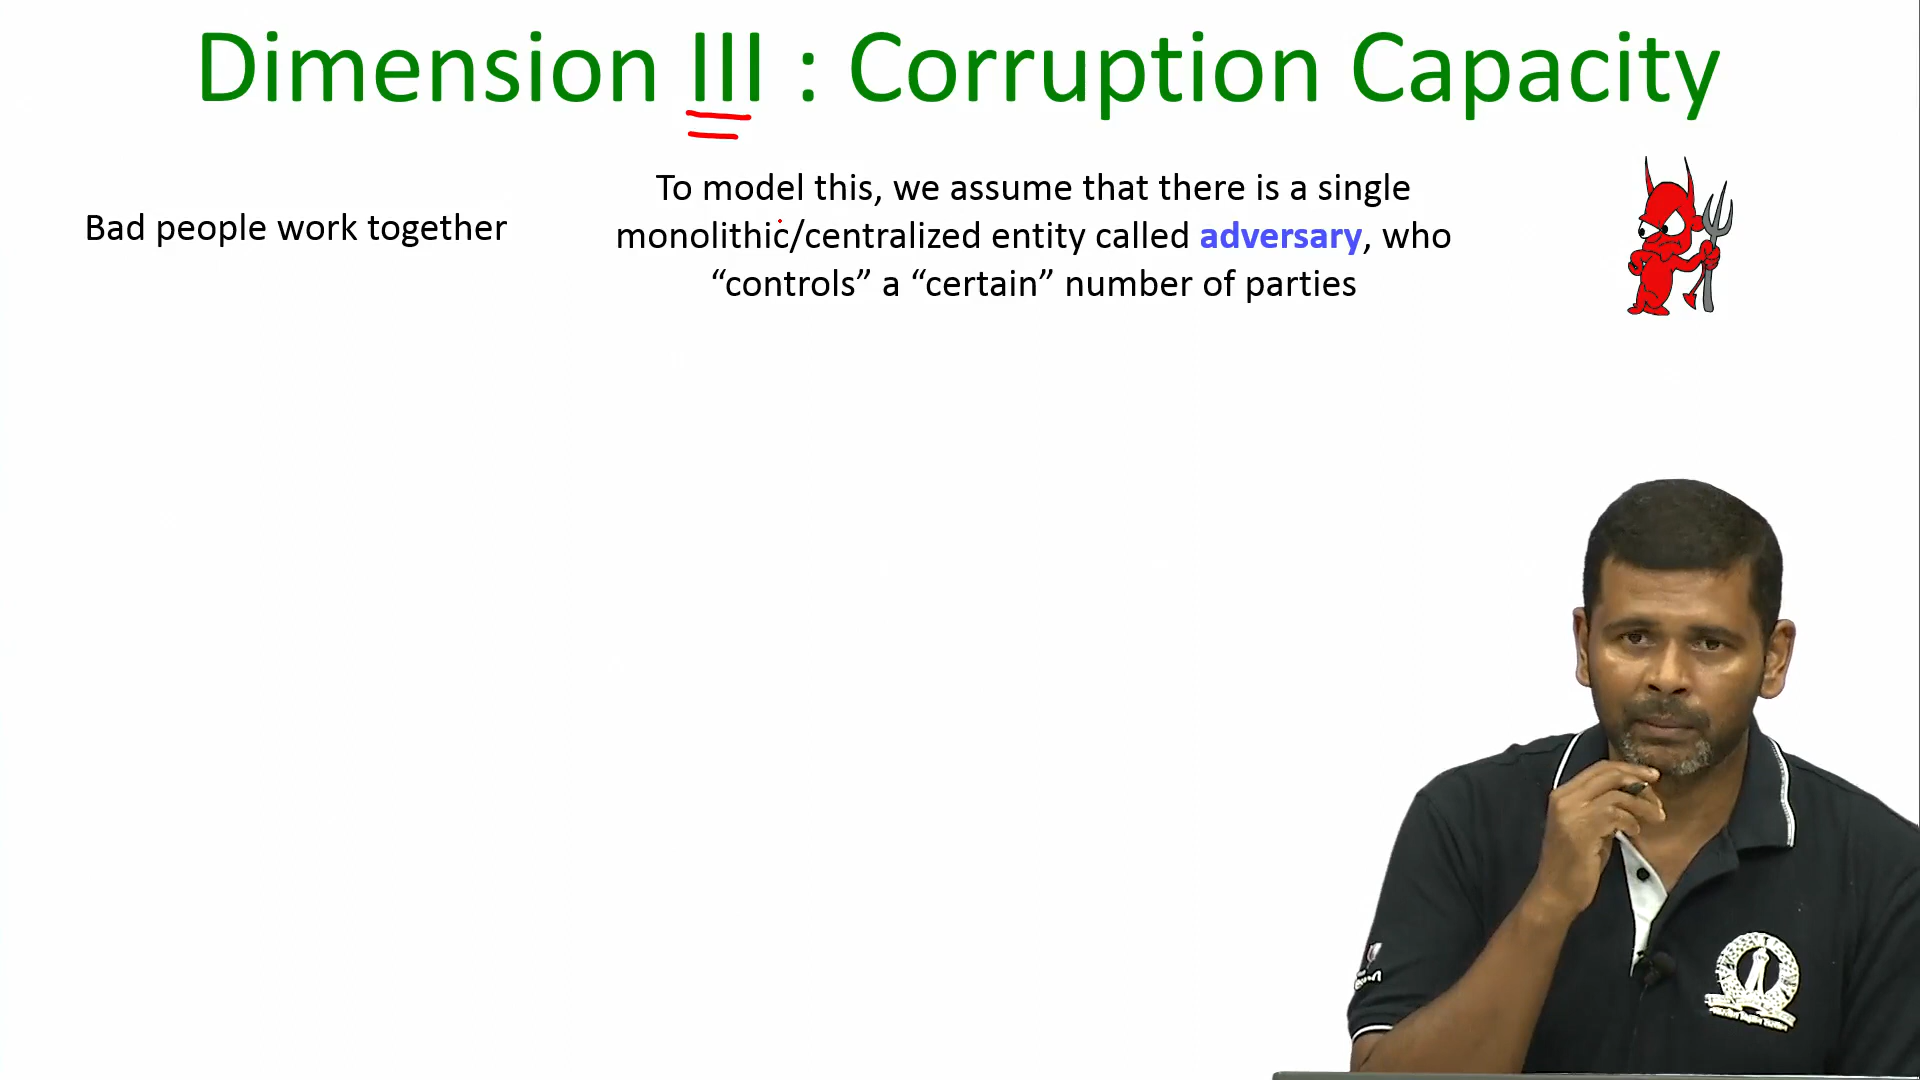 Dimension III : Corruption Capacity
Bad people work together
To model this, we assume that there is a single
monolithic/centralized entity called adversary, who
“controls” a “certain” number of parties